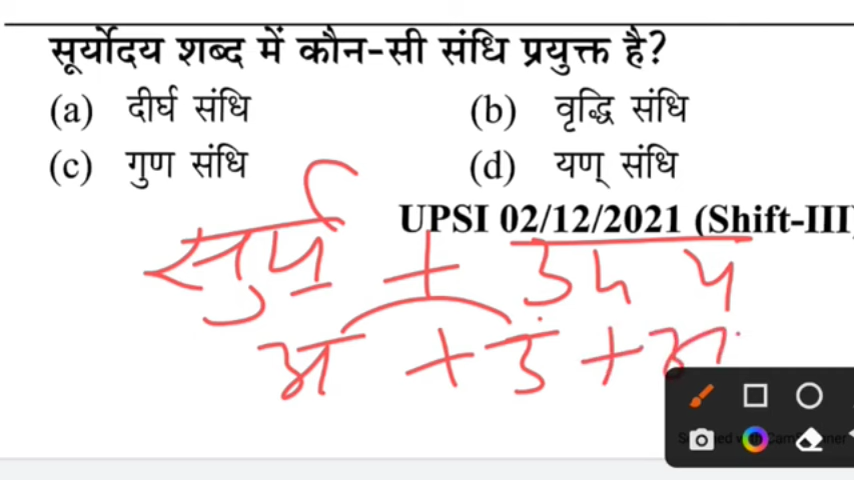 सूर्योदय शब्द में कौन-सी संधि प्रयुक्त है?
(a) दीर्घ संधि (b) वृद्धि संधि
(c) गुण संधि (d) यण् संधि
UPSI 02/12/2021 (Shift-III)
सुर्य + उदय
अ + उ +